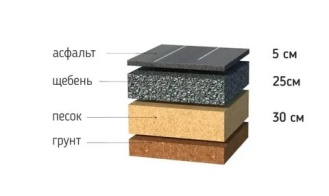 асфальт 5 см
щебень 25см
песок 30 см
грунт